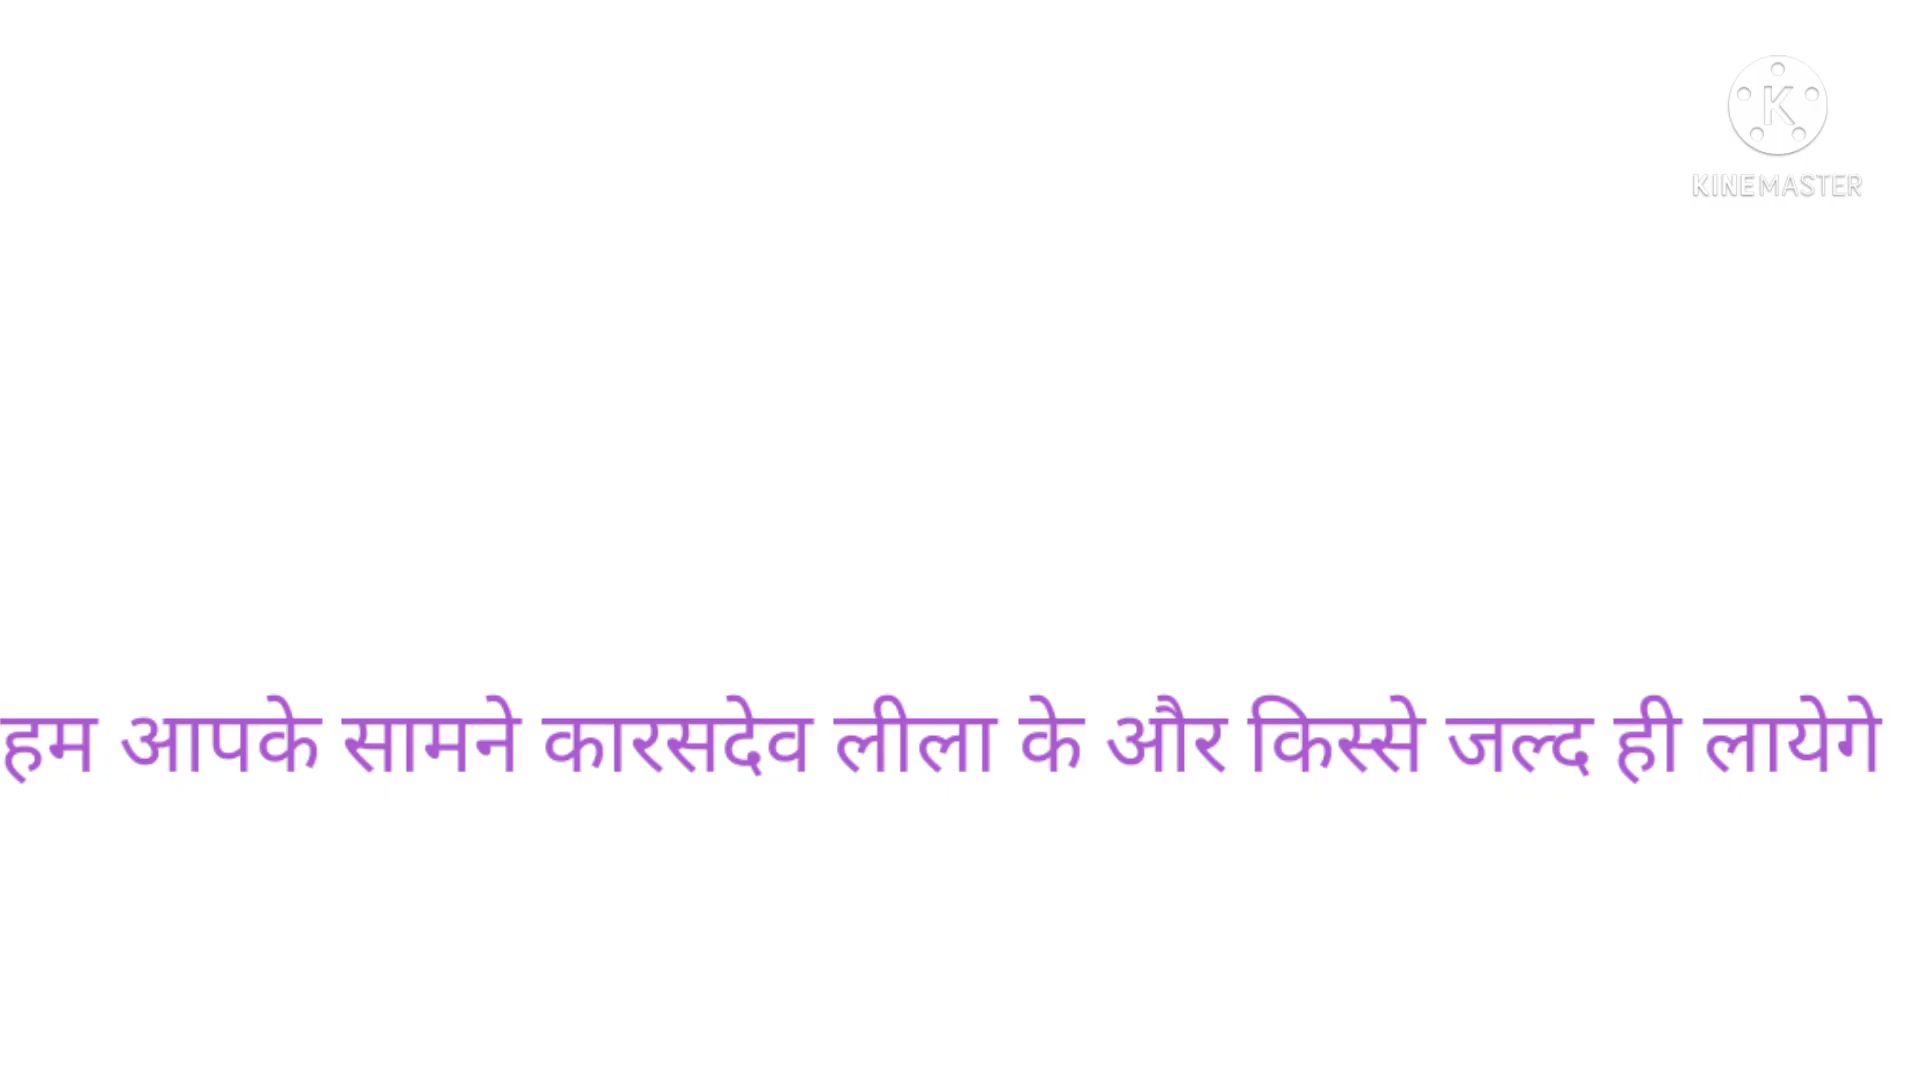 KINEMASTER
हम आपके सामने कारसदेव लीला के और किस्से जल्द ही लायेगे